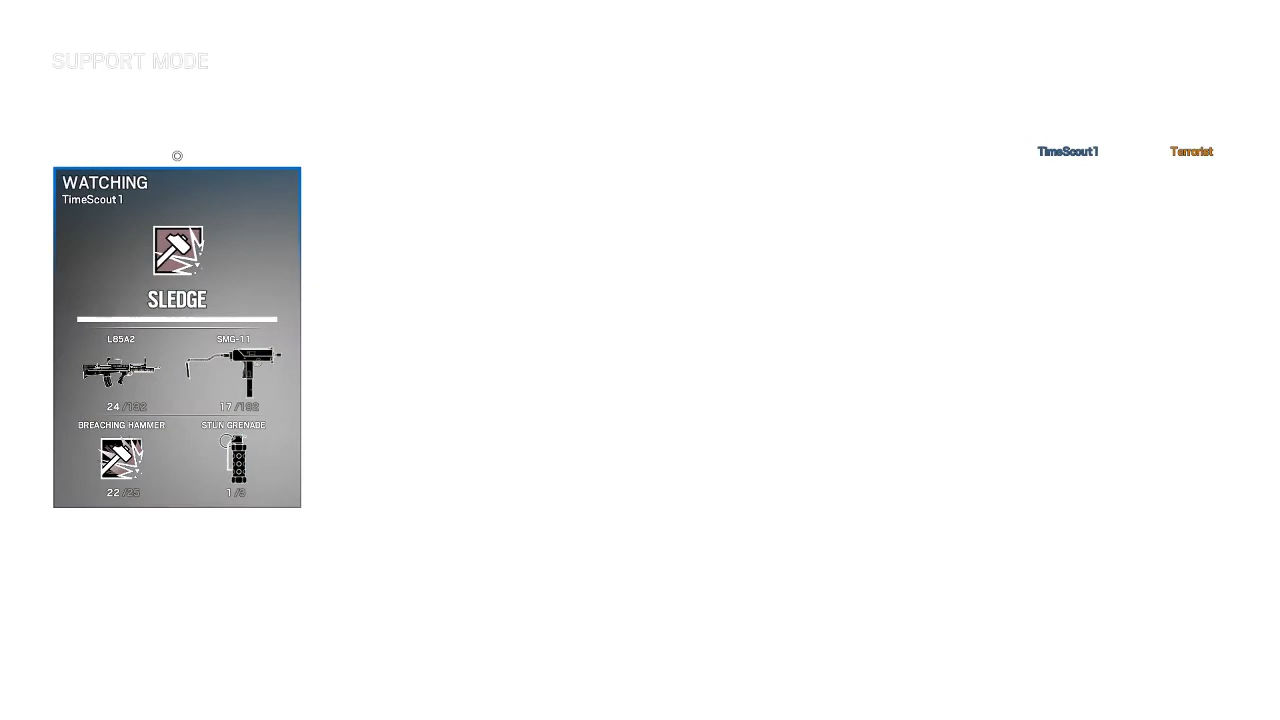 SUPPORT MODE
TimeScout1 Terrorist
WATCHING
TimeScout1
SLEDGE
L85A2 SMG-11
24 /132 17 /192
BREACHING HAMMER STUN GRENADE
22 /25 1 /3